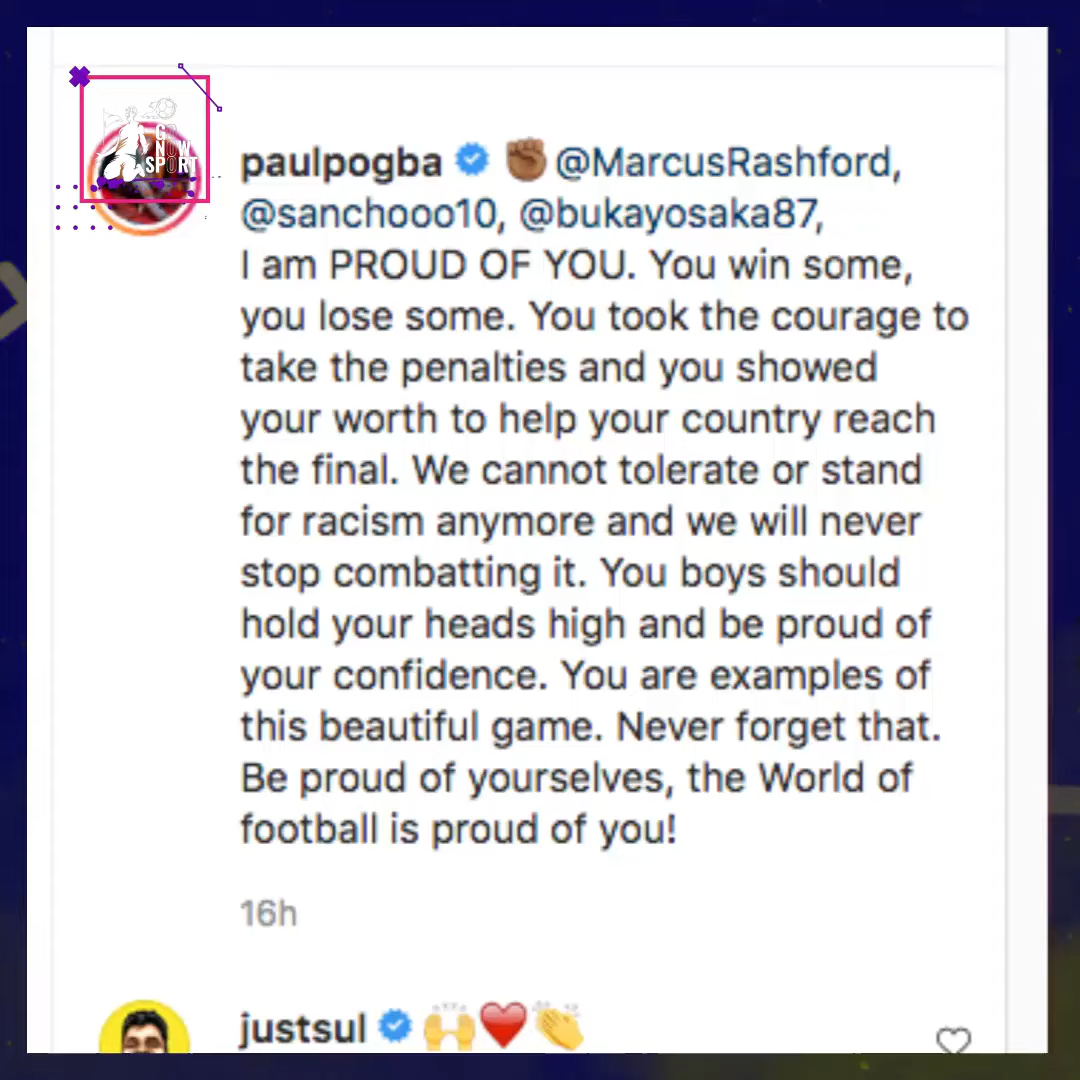 GO
NOW
SPORT
paulpogba ✊🏾 @MarcusRashford,
@sanchooo10, @bukayosaka87,
I am PROUD OF YOU. You win some,
you lose some. You took the courage to
take the penalties and you showed
your worth to help your country reach
the final. We cannot tolerate or stand
for racism anymore and we will never
stop combatting it. You boys should
hold your heads high and be proud of
your confidence. You are examples of
this beautiful game. Never forget that.
Be proud of yourselves, the World of
football is proud of you!
16h
justsul 🙌❤️👏